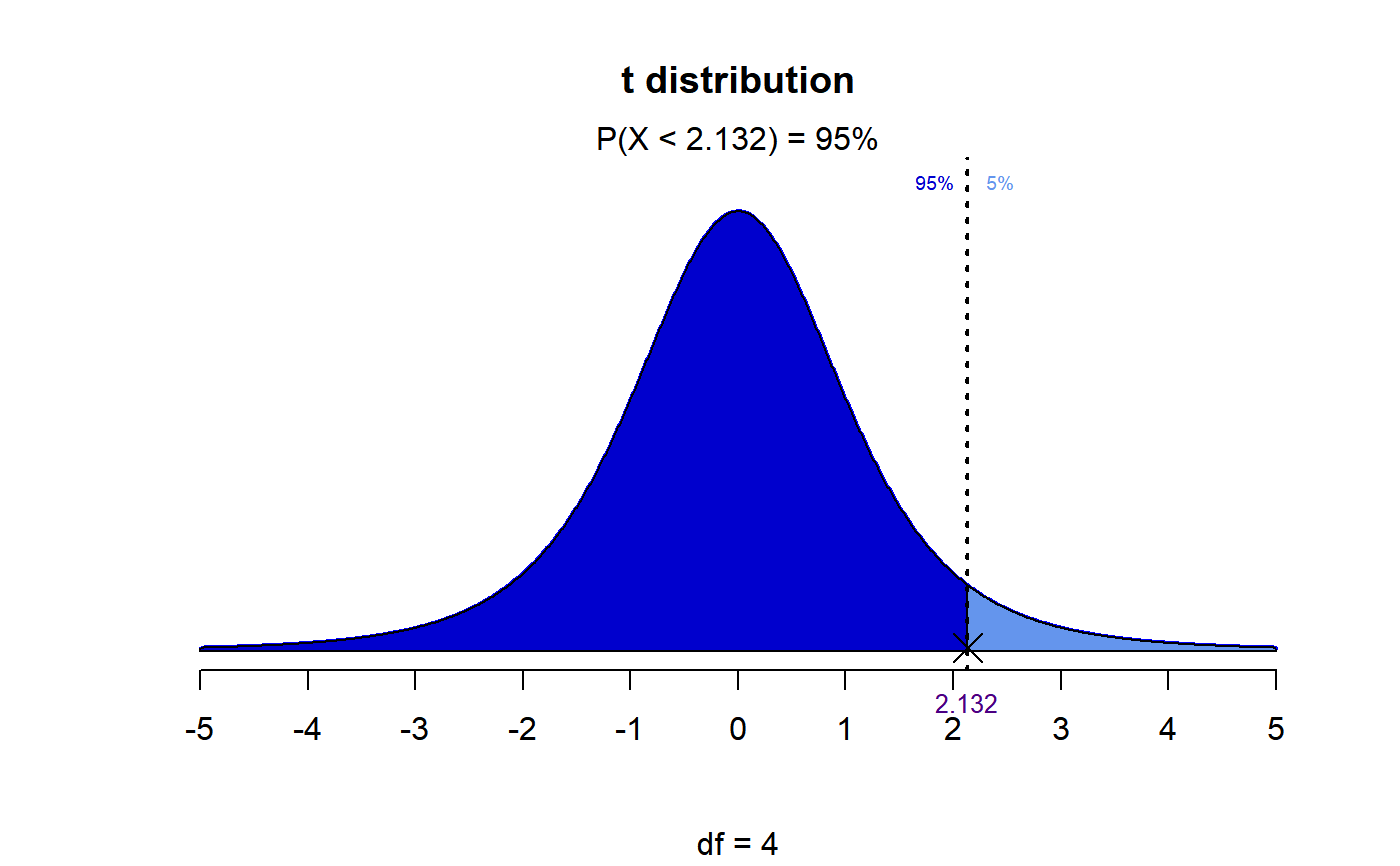 t distribution
P(X < 2.132) = 95%
95% 5%
2.132
-5 -4 -3 -2 -1 0 1 2 3 4 5
df = 4